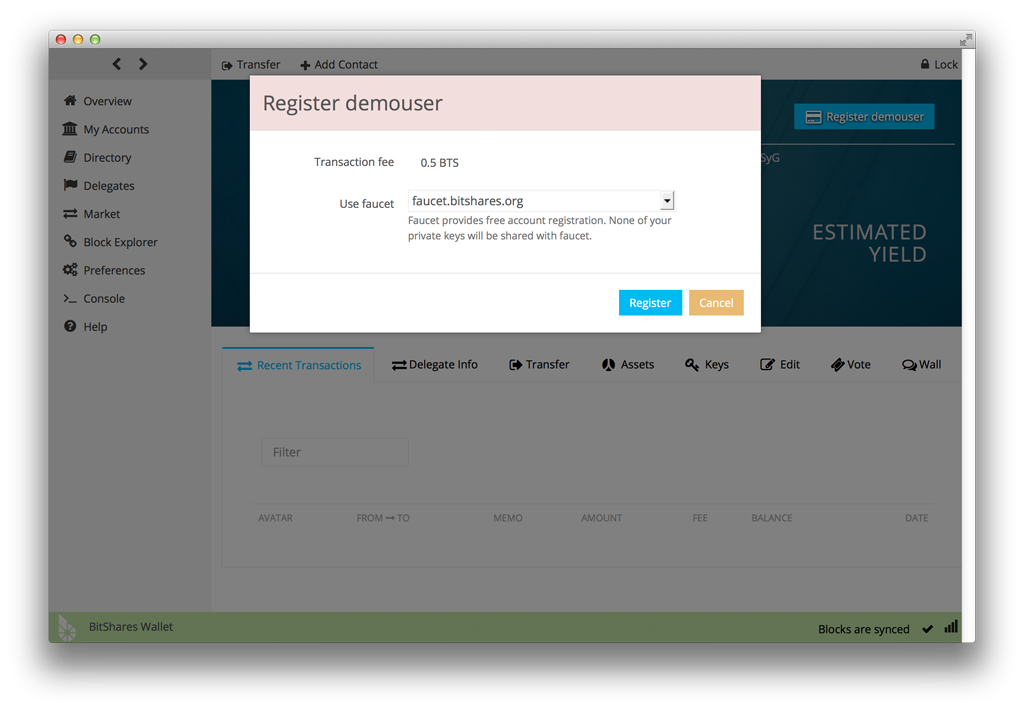 Transfer
Add Contact
Lock
Overview
My Accounts
Directory
Delegates
Market
Block Explorer
Preferences
Console
Help
Register demouser
Transaction fee 0.5 BTS
Use faucet faucet.bitshares.org
Faucet provides free account registration. None of your
private keys will be shared with faucet.
Register Cancel
Register demouser
SyG
ESTIMATED
YIELD
Recent Transactions Delegate Info Transfer Assets Keys Edit Vote Wall
Filter
AVATAR FROM TO MEMO AMOUNT FEE BALANCE DATE
BitShares Wallet
Blocks are synced